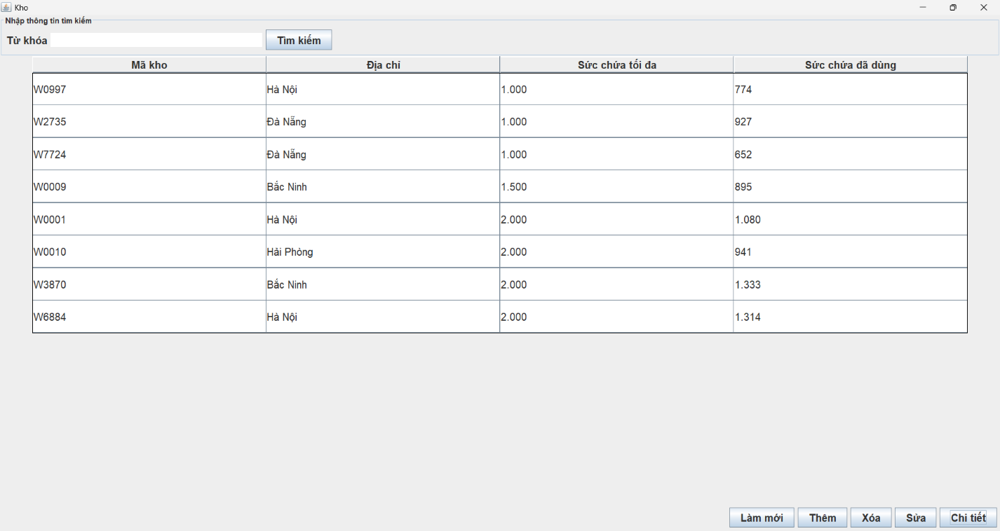 Kho
Nhập thông tin tìm kiếm
Từ khóa Tìm kiếm
Mã kho Địa chỉ Sức chứa tối đa Sức chứa đã dùng
W0997 Hà Nội 1.000 774
W2735 Đà Nẵng 1.000 927
W7724 Đà Nẵng 1.000 652
W0009 Bắc Ninh 1.500 895
W0001 Hà Nội 2.000 1.080
W0010 Hải Phòng 2.000 941
W3870 Bắc Ninh 2.000 1.333
W6884 Hà Nội 2.000 1.314
Làm mới Thêm Xóa Sửa Chi tiết